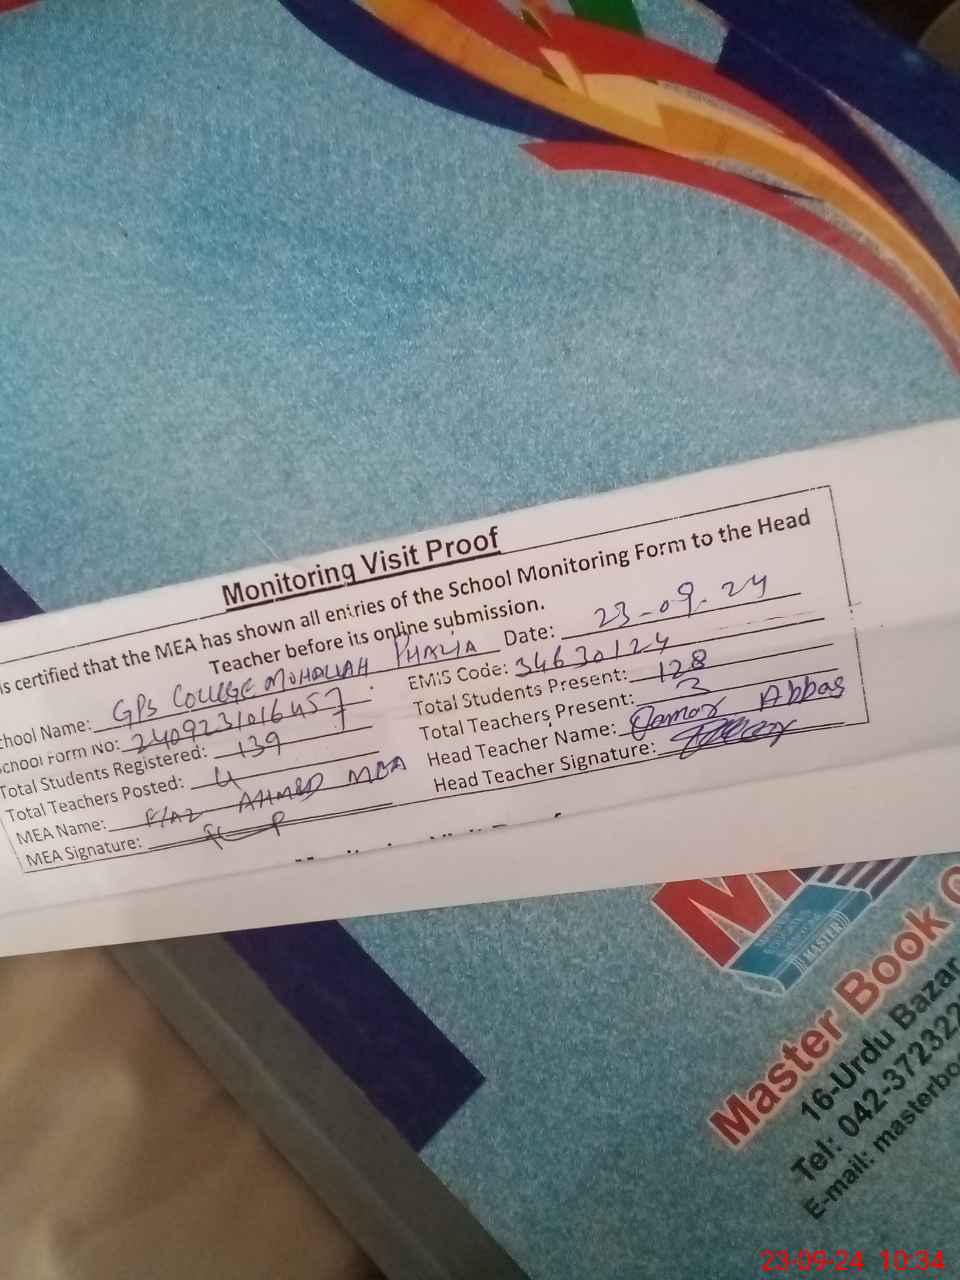 Monitoring Visit Proof
is certified that the MEA has shown all entries of the School Monitoring Form to the Head
Teacher before its online submission.
chool Name: GPS COLLEGE MOHALLAH PHALIA Date: 23-09-24
School Form No: 240923101645 EMIS Code: 34630124
Total Students Registered: 139 Total Students Present: 128
Total Teachers Posted: 4 Total Teachers Present: 3
MEA Name: AHMED MEA Head Teacher Name: Qamar Abbas
MEA Signature: Head Teacher Signature:
MASTER
Master Book
16-Urdu Bazar
Tel: 042-37232
E-mail: masterbo
23-09-24 10:34